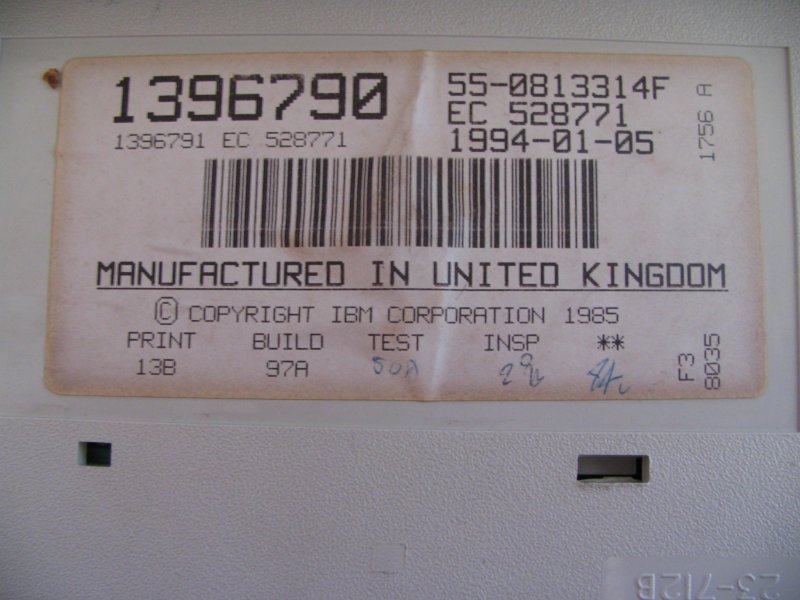 1396790
1396791 EC 528771
55-0813314F
EC 528771
1994-01-05
1756 A
MANUFACTURED IN UNITED KINGDOM
© COPYRIGHT IBM CORPORATION 1985
PRINT BUILD TEST INSP **
13B 97A 50A
F3
8035
23-712B